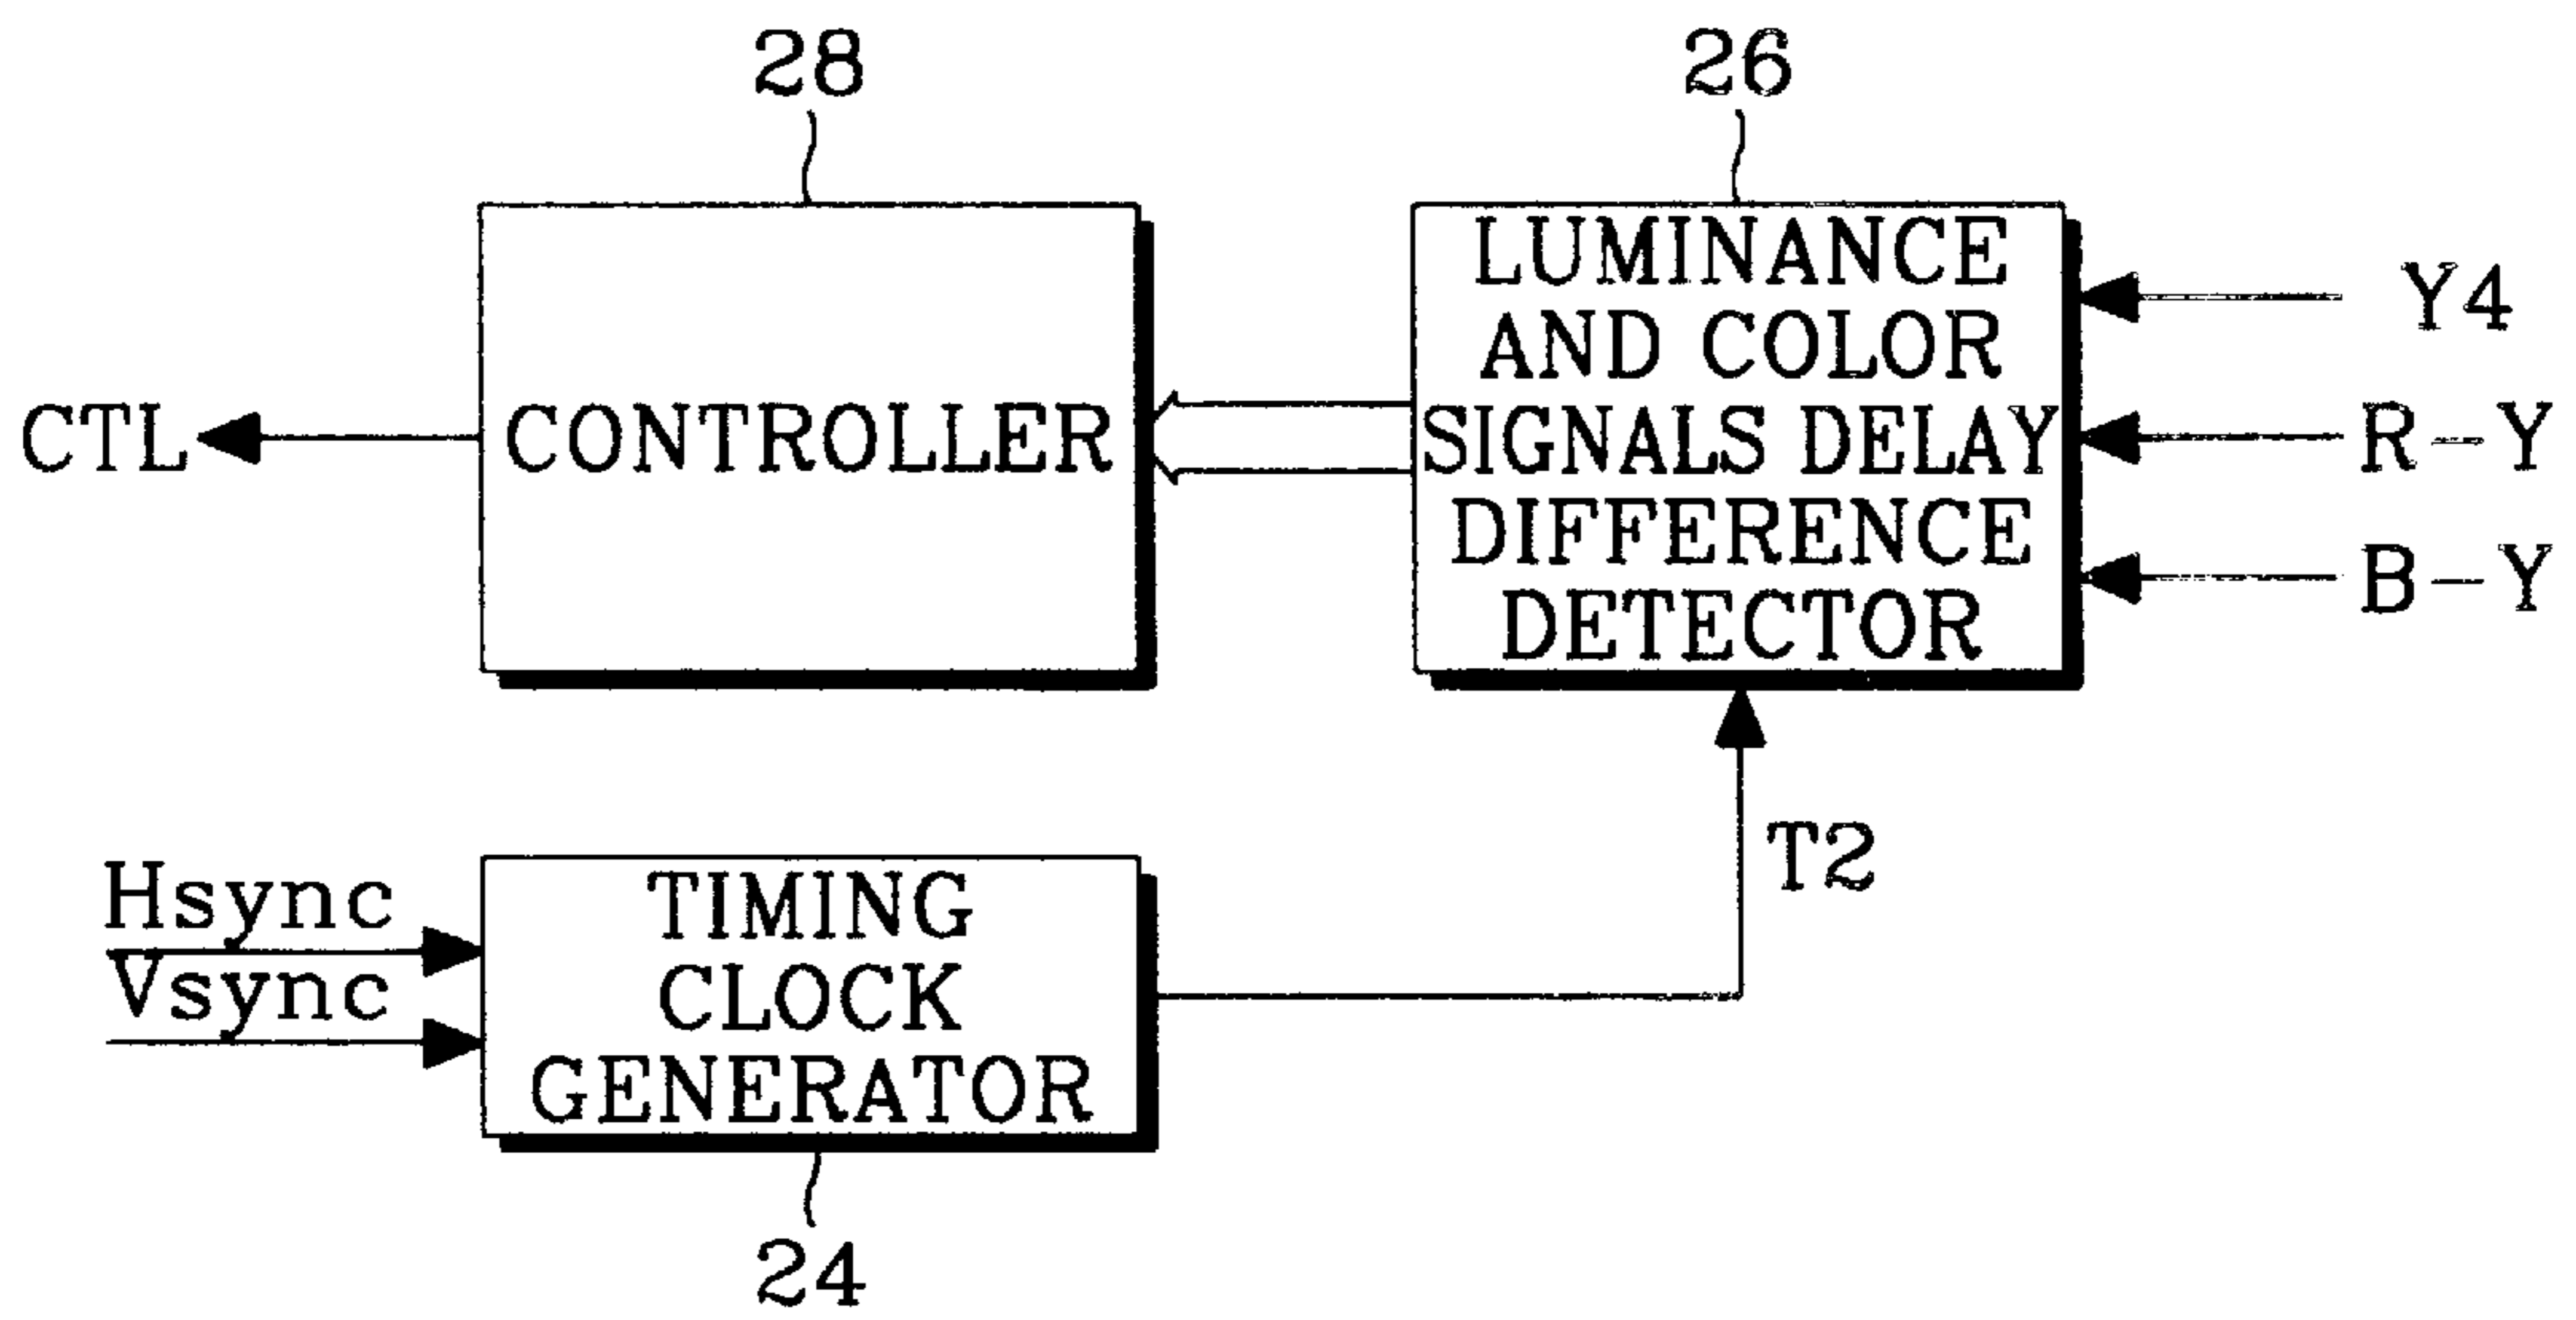 28
26
LUMINANCE
AND COLOR
SIGNALS DELAY
DIFFERENCE
DETECTOR
Y4
R-Y
B-Y
CONTROLLER
CTL
T2
Hsync
Vsync
TIMING
CLOCK
GENERATOR
24